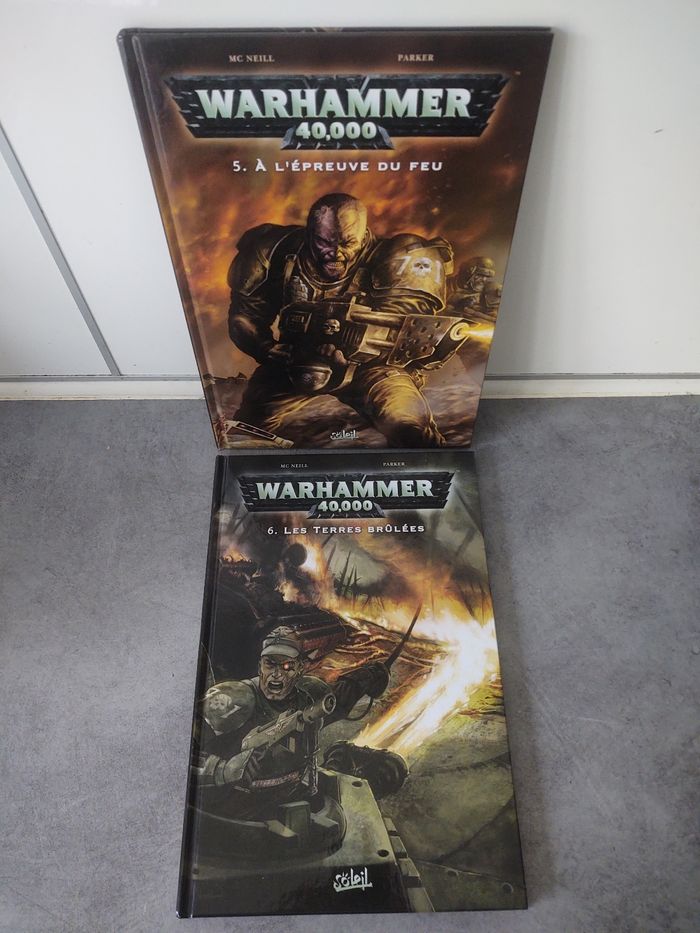 MC NEILL PARKER
WARHAMMER
40,000
5. À L'ÉPREUVE DU FEU
781
SOLEIL
MC NEILL PARKER
WARHAMMER
40,000
6. LES TERRES BRÛLÉES
SOLEIL